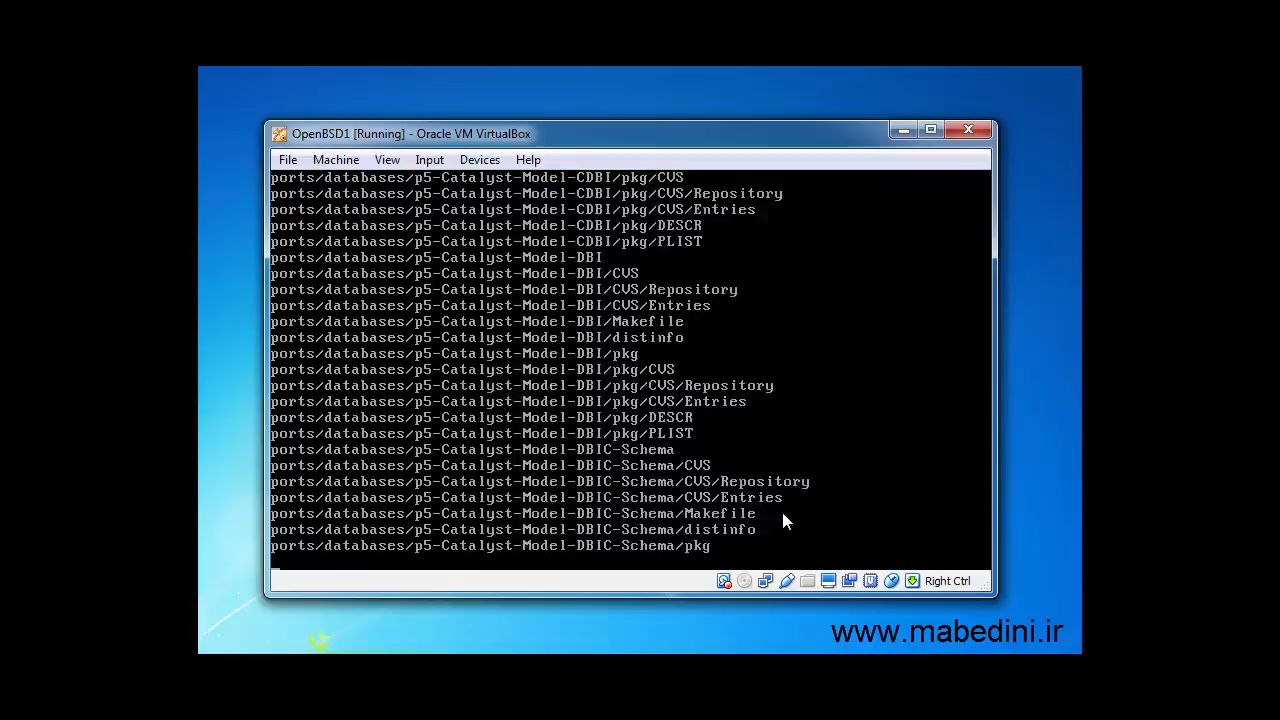 OpenBSD1 [Running] - Oracle VM VirtualBox
File Machine View Input Devices Help
ports/databases/p5-Catalyst-Model-CDBI/pkg/CVS
ports/databases/p5-Catalyst-Model-CDBI/pkg/CVS/Repository
ports/databases/p5-Catalyst-Model-CDBI/pkg/CVS/Entries
ports/databases/p5-Catalyst-Model-CDBI/pkg/DESCR
ports/databases/p5-Catalyst-Model-CDBI/pkg/PLIST
ports/databases/p5-Catalyst-Model-DBI
ports/databases/p5-Catalyst-Model-DBI/CVS
ports/databases/p5-Catalyst-Model-DBI/CVS/Repository
ports/databases/p5-Catalyst-Model-DBI/CVS/Entries
ports/databases/p5-Catalyst-Model-DBI/Makefile
ports/databases/p5-Catalyst-Model-DBI/distinfo
ports/databases/p5-Catalyst-Model-DBI/pkg
ports/databases/p5-Catalyst-Model-DBI/pkg/CVS
ports/databases/p5-Catalyst-Model-DBI/pkg/CVS/Repository
ports/databases/p5-Catalyst-Model-DBI/pkg/CVS/Entries
ports/databases/p5-Catalyst-Model-DBI/pkg/DESCR
ports/databases/p5-Catalyst-Model-DBI/pkg/PLIST
ports/databases/p5-Catalyst-Model-DBIC-Schema
ports/databases/p5-Catalyst-Model-DBIC-Schema/CVS
ports/databases/p5-Catalyst-Model-DBIC-Schema/CVS/Repository
ports/databases/p5-Catalyst-Model-DBIC-Schema/CVS/Entries
ports/databases/p5-Catalyst-Model-DBIC-Schema/Makefile
ports/databases/p5-Catalyst-Model-DBIC-Schema/distinfo
ports/databases/p5-Catalyst-Model-DBIC-Schema/pkg
Right Ctrl
www.mabedini.ir